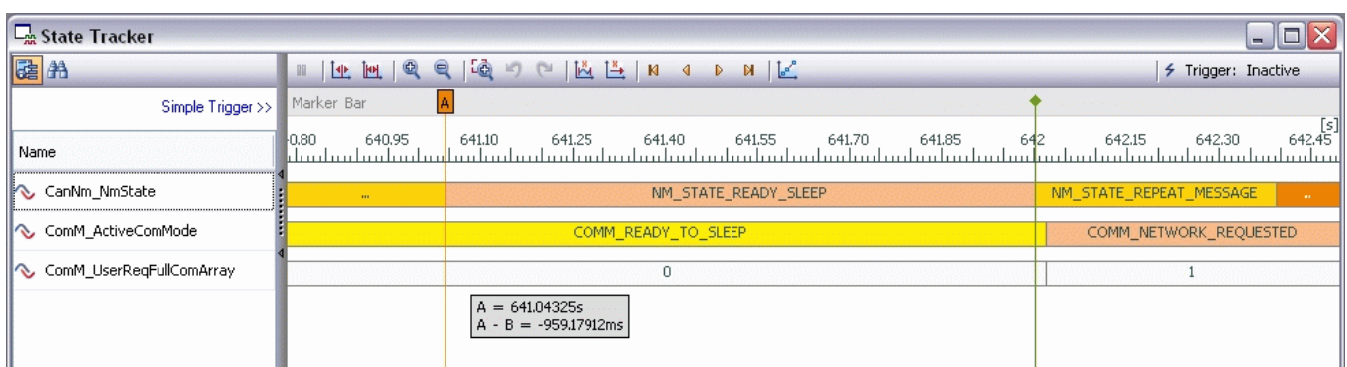 State Tracker
Trigger: Inactive
Simple Trigger >>
Marker Bar
A
[s]
0.80 640.95 641.10 641.25 641.40 641.55 641.70 641.85 642 642.15 642.30 642.45
Name
CanNm_NmState
... NM_STATE_READY_SLEEP NM_STATE_REPEAT_MESSAGE ..
ComM_ActiveComMode
COMM_READY_TO_SLEEP COMM_NETWORK_REQUESTED
ComM_UserReqFullComArray
0 1
A = 641.04325s
A - B = -959.17912ms